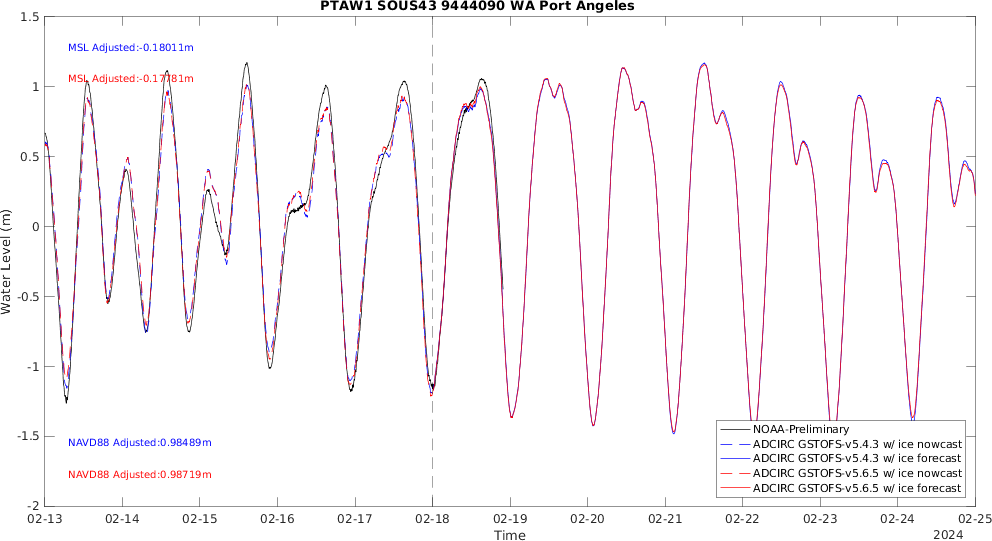 PTAW1 SOUS43 9444090 WA Port Angeles
1.5
1
0.5
0
-0.5
-1
-1.5
-2
Water Level (m)
MSL Adjusted:-0.18011m
MSL Adjusted:-0.17781m
NAVD88 Adjusted:0.98489m
NAVD88 Adjusted:0.98719m
NOAA-Preliminary
ADCIRC GSTOFS-v5.4.3 w/ ice nowcast
ADCIRC GSTOFS-v5.4.3 w/ ice forecast
ADCIRC GSTOFS-v5.6.5 w/ ice nowcast
ADCIRC GSTOFS-v5.6.5 w/ ice forecast
02-13 02-14 02-15 02-16 02-17 02-18 02-19 02-20 02-21 02-22 02-23 02-24 02-25
Time
2024